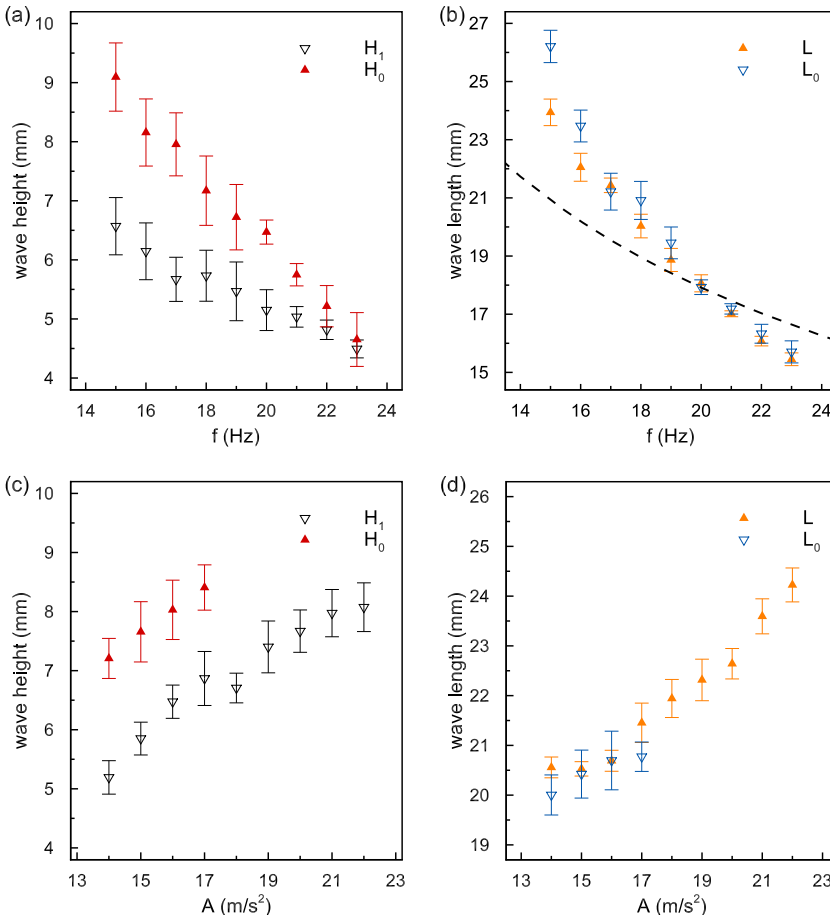 (a)
wave height (mm)
10
9
8
7
6
5
4
H₁
H₀
14 16 18 20 22 24
f (Hz)
(b)
wave length (mm)
27
25
23
21
19
17
15
L
L₀
14 16 18 20 22 24
f (Hz)
(c)
wave height (mm)
10
9
8
7
6
5
4
H₁
H₀
13 15 17 19 21 23
A (m/s²)
(d)
wave length (mm)
26
25
24
23
22
21
20
19
L
L₀
13 15 17 19 21 23
A (m/s²)